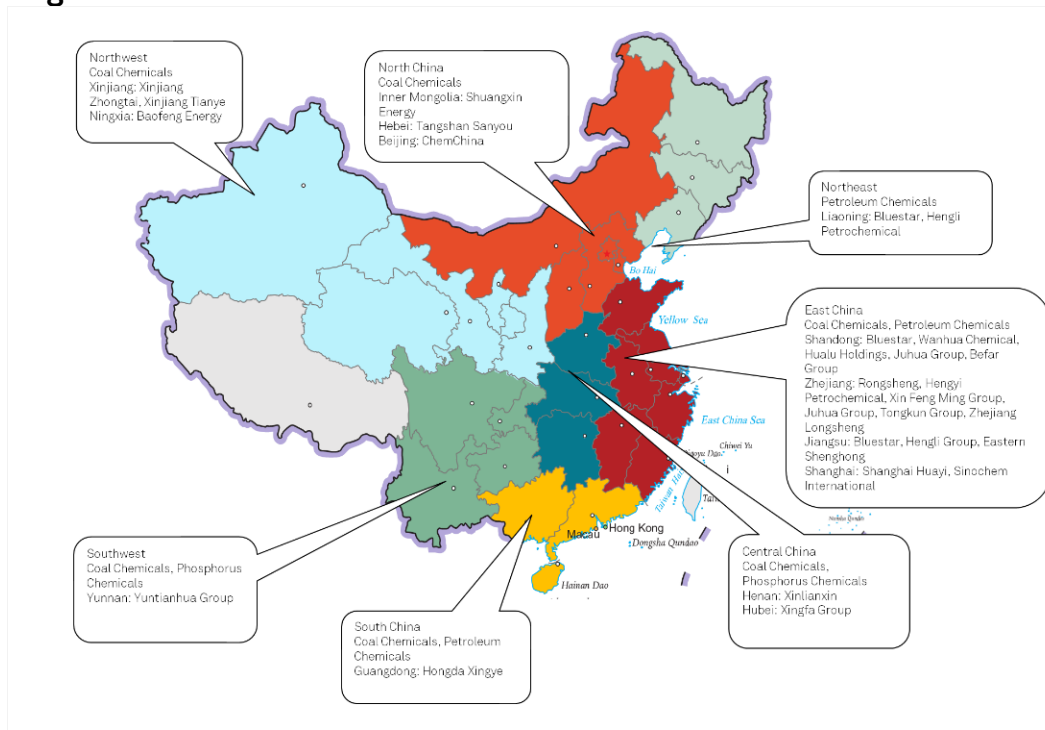 Northwest
Coal Chemicals
Xinjiang: Xinjiang
Zhongtai, Xinjiang Tianye
Ningxia: Baofeng Energy
North China
Coal Chemicals
Inner Mongolia: Shuangxin
Energy
Hebei: Tangshan Sanyou
Beijing: ChemChina
Northeast
Petroleum Chemicals
Liaoning: Bluestar, Hengli
Petrochemical
Bo Hai
Yellow Sea
East China
Coal Chemicals, Petroleum Chemicals
Shandong: Bluestar, Wanhua Chemical,
Hualu Holdings, Juhua Group, Befar
Group
Zhejiang: Rongsheng, Hengyi
Petrochemical, Xin Feng Ming Group,
Juhua Group, Tongkun Group, Zhejiang
Longsheng
Jiangsu: Bluestar, Hengli Group, Eastern
Shenghong
Shanghai: Shanghai Huayi, Sinochem
International
East China Sea
Chiwei Yu
Taiwan
Hong Kong
Macau
Dongsha Qundao
Hainan Dao
Southwest
Coal Chemicals, Phosphorus
Chemicals
Yunnan: Yuntianhua Group
South China
Coal Chemicals, Petroleum
Chemicals
Guangdong: Hongda Xingye
Central China
Coal Chemicals,
Phosphorus Chemicals
Henan: Xinlianxin
Hubei: Xingfa Group